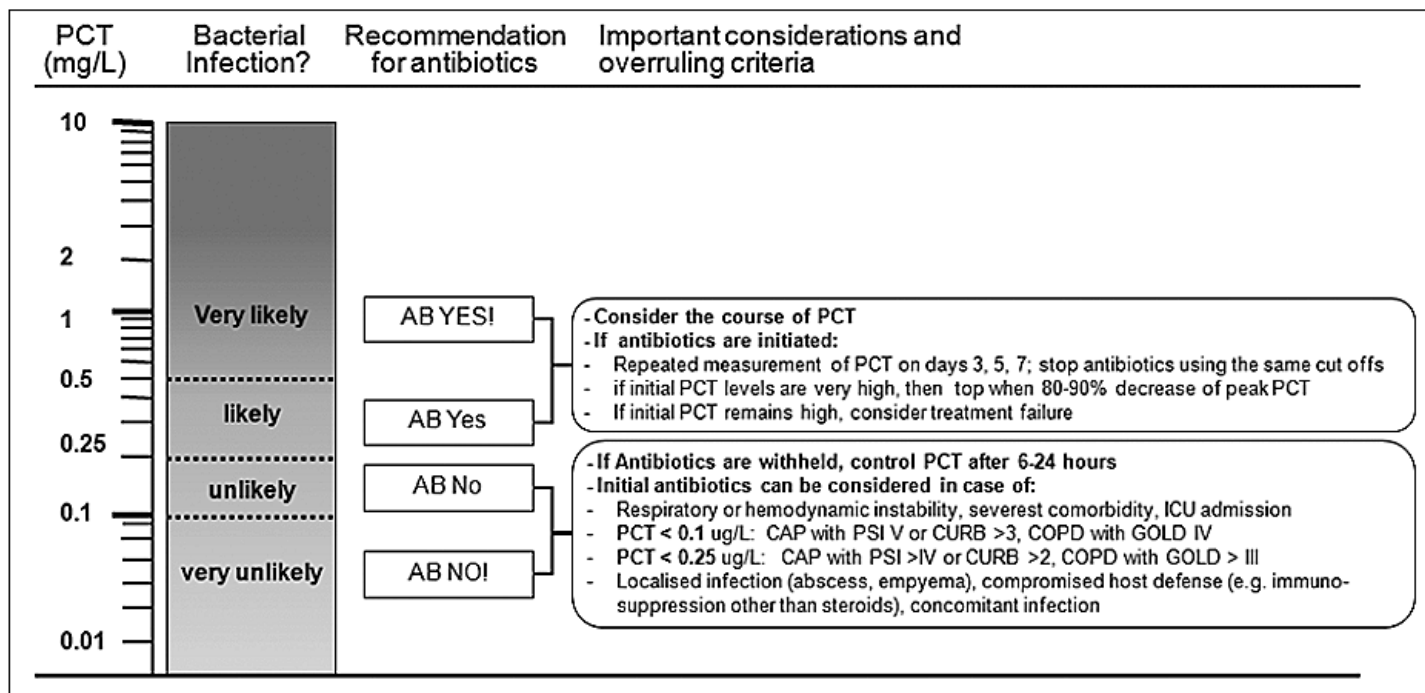 PCT
(mg/L)
Bacterial
Infection?
Recommendation
for antibiotics
Important considerations and
overruling criteria
10
2
1
0.5
0.25
0.1
0.01
Very likely
likely
unlikely
very unlikely
AB YES!
AB Yes
AB No
AB NO!
- Consider the course of PCT
- If antibiotics are initiated:
- Repeated measurement of PCT on days 3, 5, 7; stop antibiotics using the same cut offs
- if initial PCT levels are very high, then top when 80-90% decrease of peak PCT
- If initial PCT remains high, consider treatment failure
- If Antibiotics are withheld, control PCT after 6-24 hours
- Initial antibiotics can be considered in case of:
- Respiratory or hemodynamic instability, severest comorbidity, ICU admission
- PCT < 0.1 ug/L: CAP with PSI V or CURB >3, COPD with GOLD IV
- PCT < 0.25 ug/L: CAP with PSI >IV or CURB >2, COPD with GOLD > III
- Localised infection (abscess, empyema), compromised host defense (e.g. immuno-
suppression other than steroids), concomitant infection